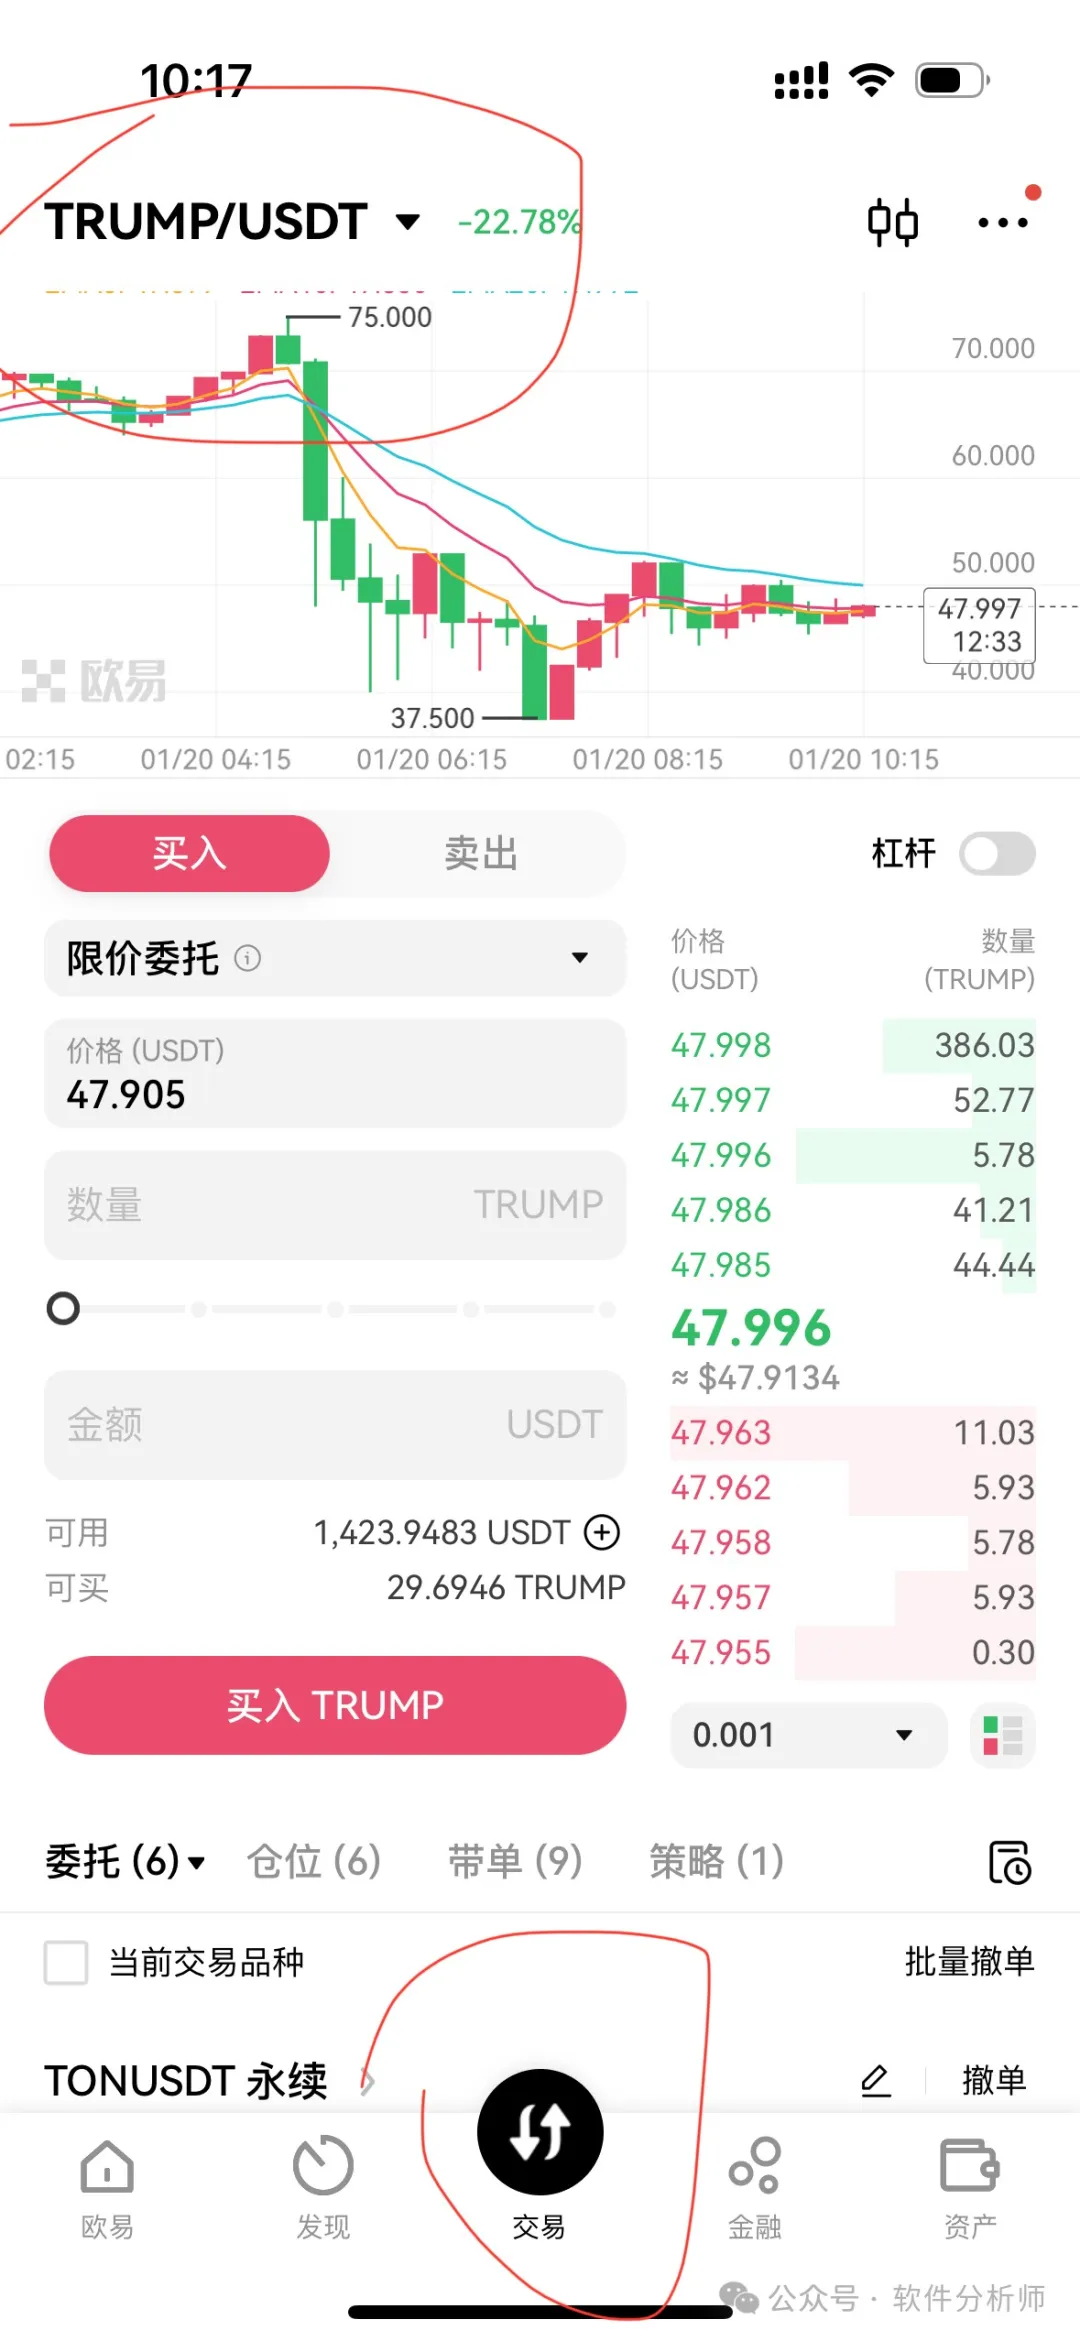 10:17
TRUMP/USDT -22.78%
75.000
70.000
60.000
50.000
47.997
12:33
40.000
欧易
37.500
02:15 01/20 04:15 01/20 06:15 01/20 08:15 01/20 10:15
买入 卖出 杠杆
限价委托
价格 (USDT)
47.905
数量 TRUMP
金额 USDT
可用 1,423.9483 USDT
可买 29.6946 TRUMP
买入 TRUMP
价格 数量
(USDT) (TRUMP)
47.998 386.03
47.997 52.77
47.996 5.78
47.986 41.21
47.985 44.44
47.996
≈ $47.9134
47.963 11.03
47.962 5.93
47.958 5.78
47.957 5.93
47.955 0.30
0.001
委托 (6) 仓位 (6) 带单 (9) 策略 (1)
当前交易品种 批量撤单
TONUSDT 永续 撤单
欧易 发现 交易 金融 资产
公众号 · 软件分析师